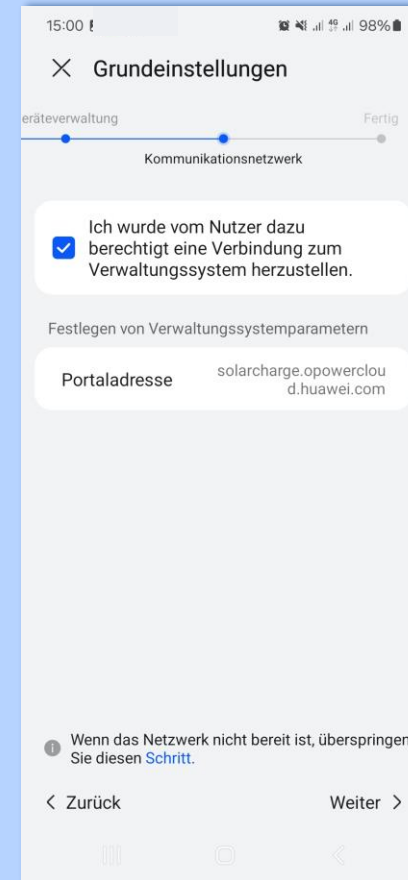 15:00
4G 98%
Grundeinstellungen
eräteverwaltung Fertig
Kommunikationsnetzwerk
Ich wurde vom Nutzer dazu
berechtigt eine Verbindung zum
Verwaltungssystem herzustellen.
Festlegen von Verwaltungssystemparametern
Portaladresse solarcharge.opowerclou
d.huawei.com
Wenn das Netzwerk nicht bereit ist, überspringen
Sie diesen Schritt.
Zurück Weiter